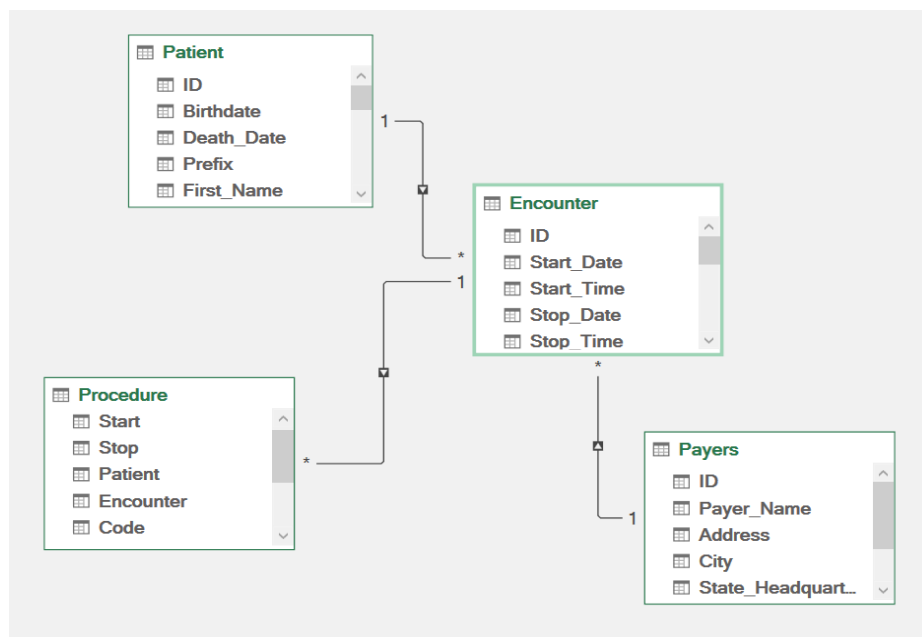 Patient
ID
Birthdate
Death_Date
Prefix
First_Name
1
*
1
Encounter
ID
Start_Date
Start_Time
Stop_Date
Stop_Time
*
Procedure
Start
Stop
Patient
Encounter
Code
*
Payers
ID
Payer_Name
Address
City
State_Headquart...
1